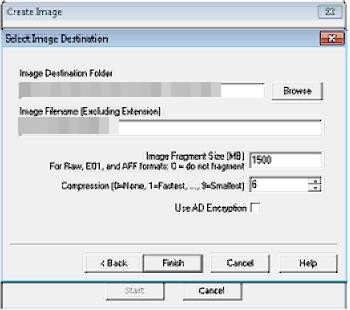 Create Image
Select Image Destination
Image Destination Folder
Browse
Image Filename (Excluding Extension)
Image Fragment Size (MB)
1500
For Raw, E01, and AFF formats: 0 = do not fragment
Compression (0=None, 1=Fastest, ..., 9=Smallest)
6
Use AD Encryption
< Back
Finish
Cancel
Help
Start
Cancel